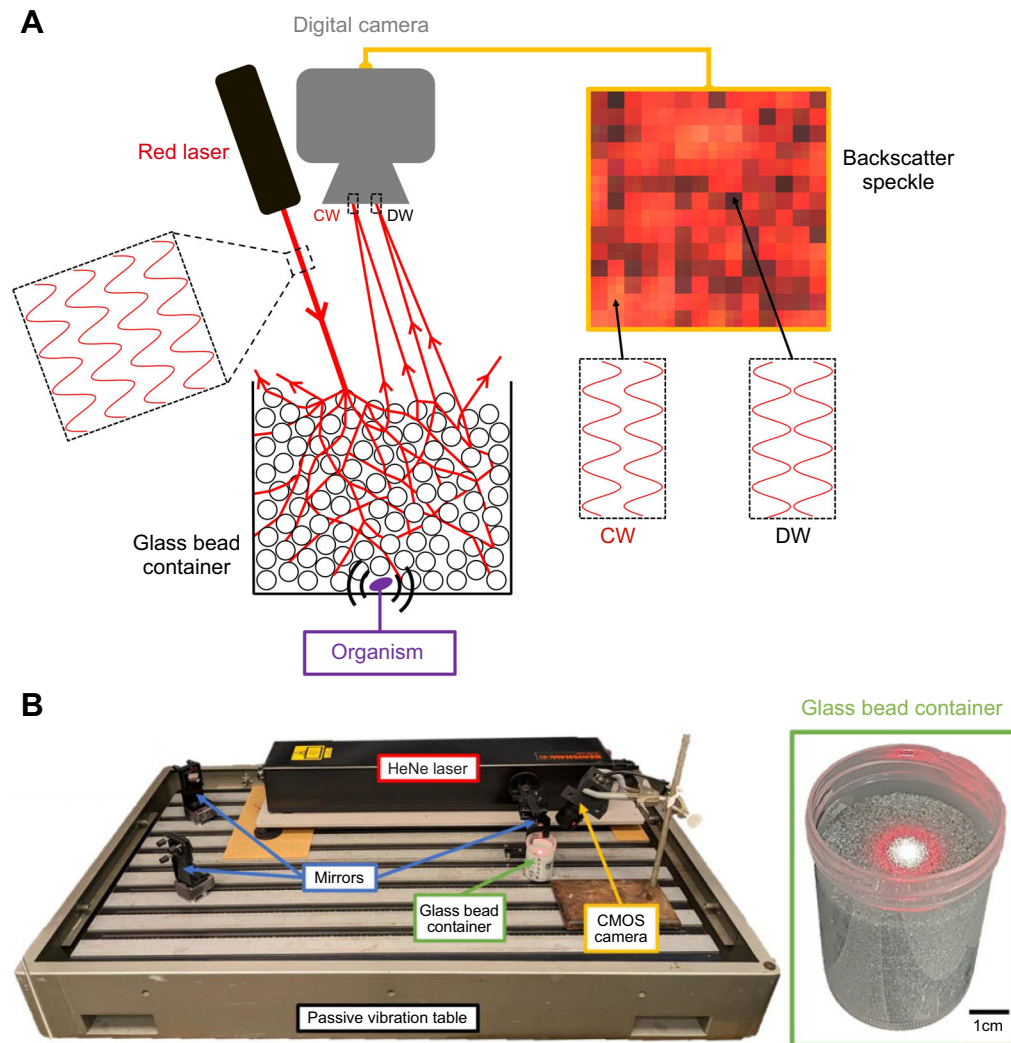 A
Digital camera
Red laser
CW
DW
Backscatter
speckle
Glass bead
container
CW
DW
Organism
B
Glass bead container
HeNe laser
RENISHAW
Mirrors
Glass bead
container
CMOS
camera
Passive vibration table
1cm